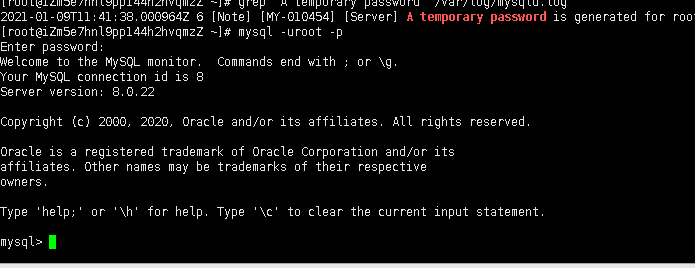 [root@iZm5e7hnl9ppl44h2hvqmzZ ~]# grep "A temporary password" /var/log/mysqld.log
2021-01-09T11:41:38.000964Z 6 [Note] [MY-010454] [Server] A temporary password is generated for root
[root@iZm5e7hnl9ppl44h2hvqmzZ ~]# mysql -uroot -p
Enter password:
Welcome to the MySQL monitor.  Commands end with ; or \g.
Your MySQL connection id is 8
Server version: 8.0.22
Copyright (c) 2000, 2020, Oracle and/or its affiliates. All rights reserved.
Oracle is a registered trademark of Oracle Corporation and/or its
affiliates. Other names may be trademarks of their respective
owners.
Type 'help;' or '\h' for help. Type '\c' to clear the current input statement.
mysql>